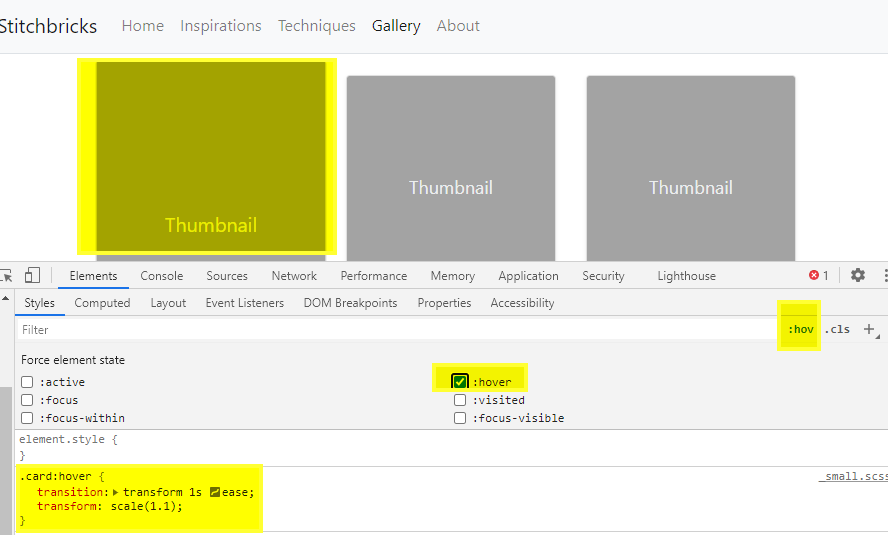 Stitchbricks Home Inspirations Techniques Gallery About
Thumbnail Thumbnail
Thumbnail
Elements Console Sources Network Performance Memory Application Security Lighthouse 1
Styles Computed Layout Event Listeners DOM Breakpoints Properties Accessibility
Filter :hov .cls +
Force element state
:active :hover
:focus :visited
:focus-within :focus-visible
element.style {
}
.card:hover { _small.scss
transition: transform 1s ease;
transform: scale(1.1);
}